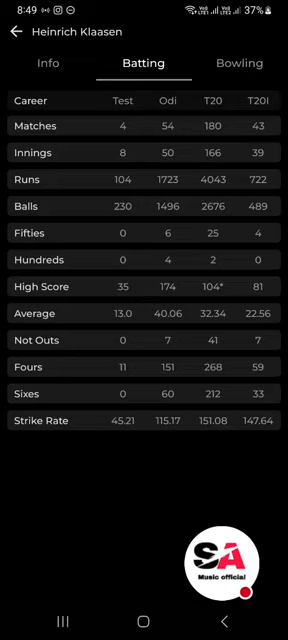 8:49 37%
Heinrich Klaasen
Info Batting Bowling
Career Test Odi T20 T20I
Matches 4 54 180 43
Innings 8 50 166 39
Runs 104 1723 4043 722
Balls 230 1496 2676 489
Fifties 0 6 25 4
Hundreds 0 4 2 0
High Score 35 174 104* 81
Average 13.0 40.06 32.34 22.56
Not Outs 0 7 41 7
Fours 11 151 268 59
Sixes 0 60 212 33
Strike Rate 45.21 115.17 151.08 147.64
SA
Music official